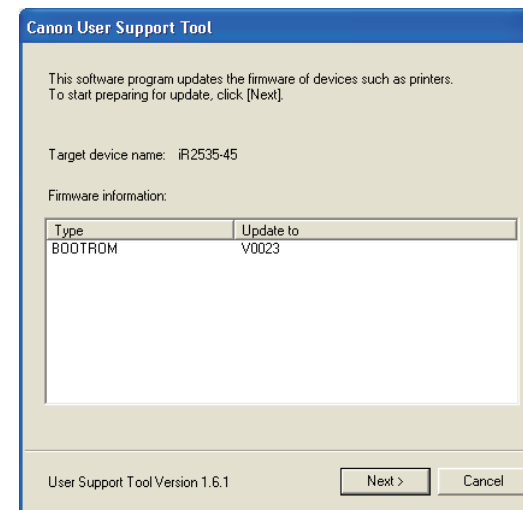 Canon User Support Tool
This software program updates the firmware of devices such as printers.
To start preparing for update, click [Next].
Target device name: iR2535-45
Firmware information:
Type Update to
BOOTROM V0023
User Support Tool Version 1.6.1 Next > Cancel